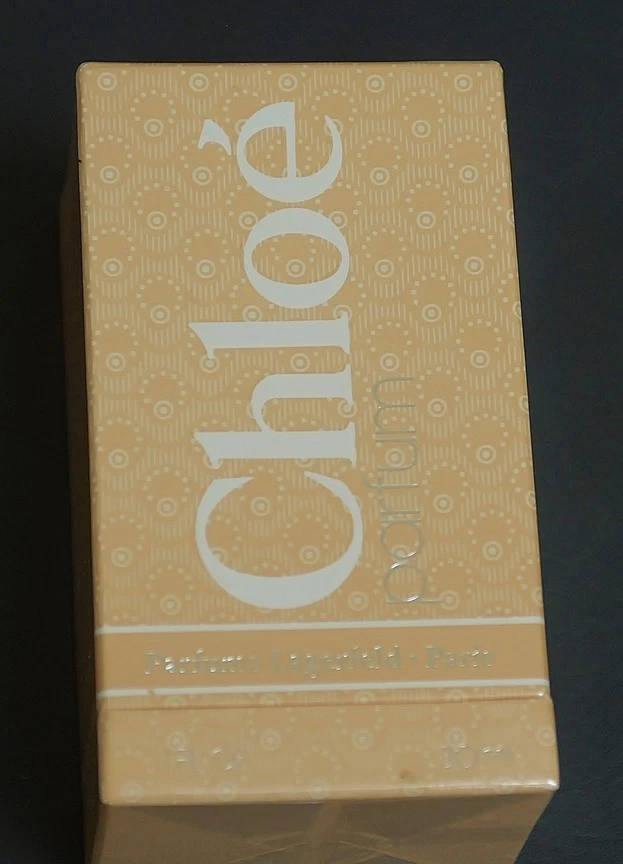 Chloé
parfum
Parfums Lagerfeld · Paris